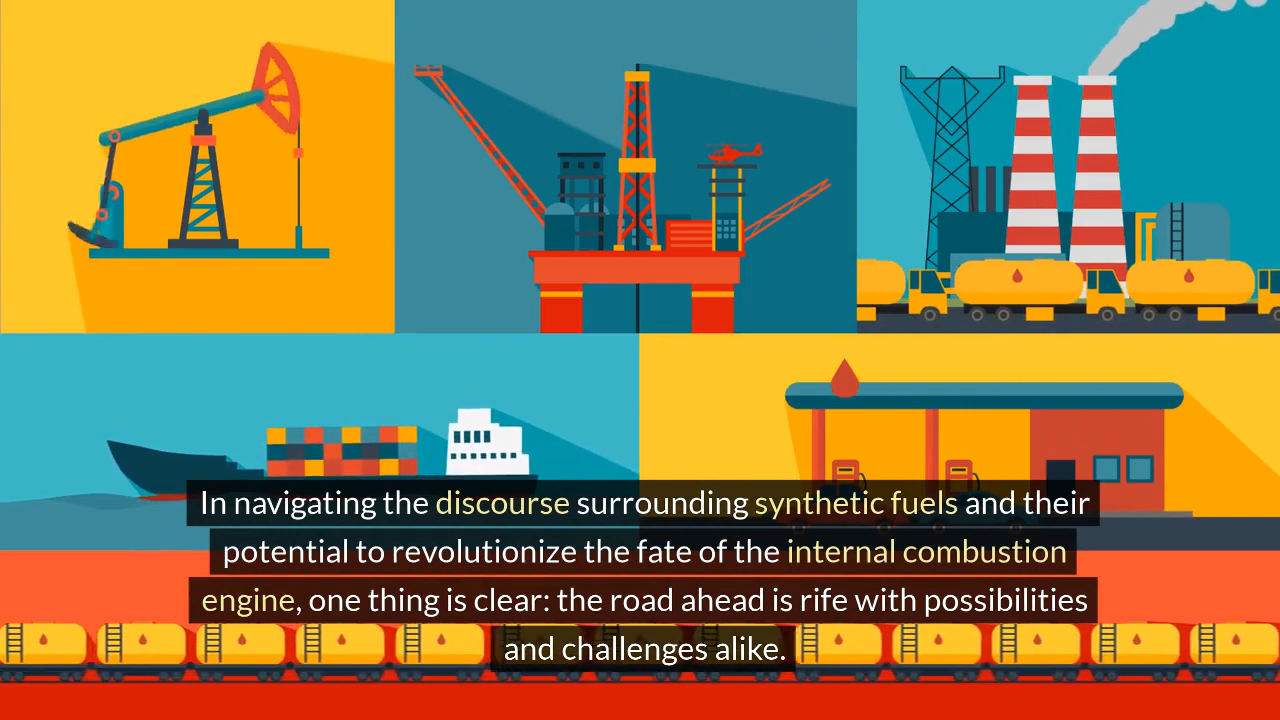 In navigating the discourse surrounding synthetic fuels and their
potential to revolutionize the fate of the internal combustion
engine, one thing is clear: the road ahead is rife with possibilities
and challenges alike.